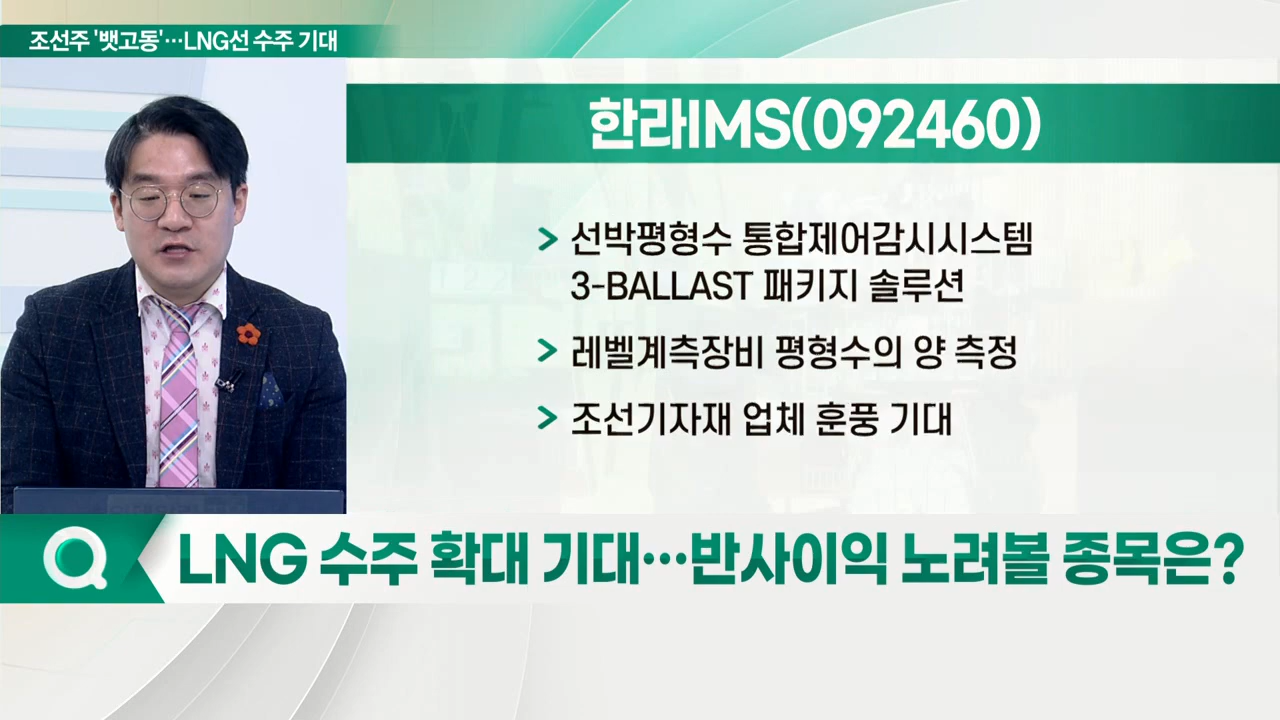 조선주 '뱃고동'…LNG선 수주 기대
한라IMS(092460)
> 선박평형수 통합제어감시시스템
3-BALLAST 패키지 솔루션
> 레벨계측장비 평형수의 양 측정
> 조선기자재 업체 훈풍 기대
LNG 수주 확대 기대…반사이익 노려볼 종목은?